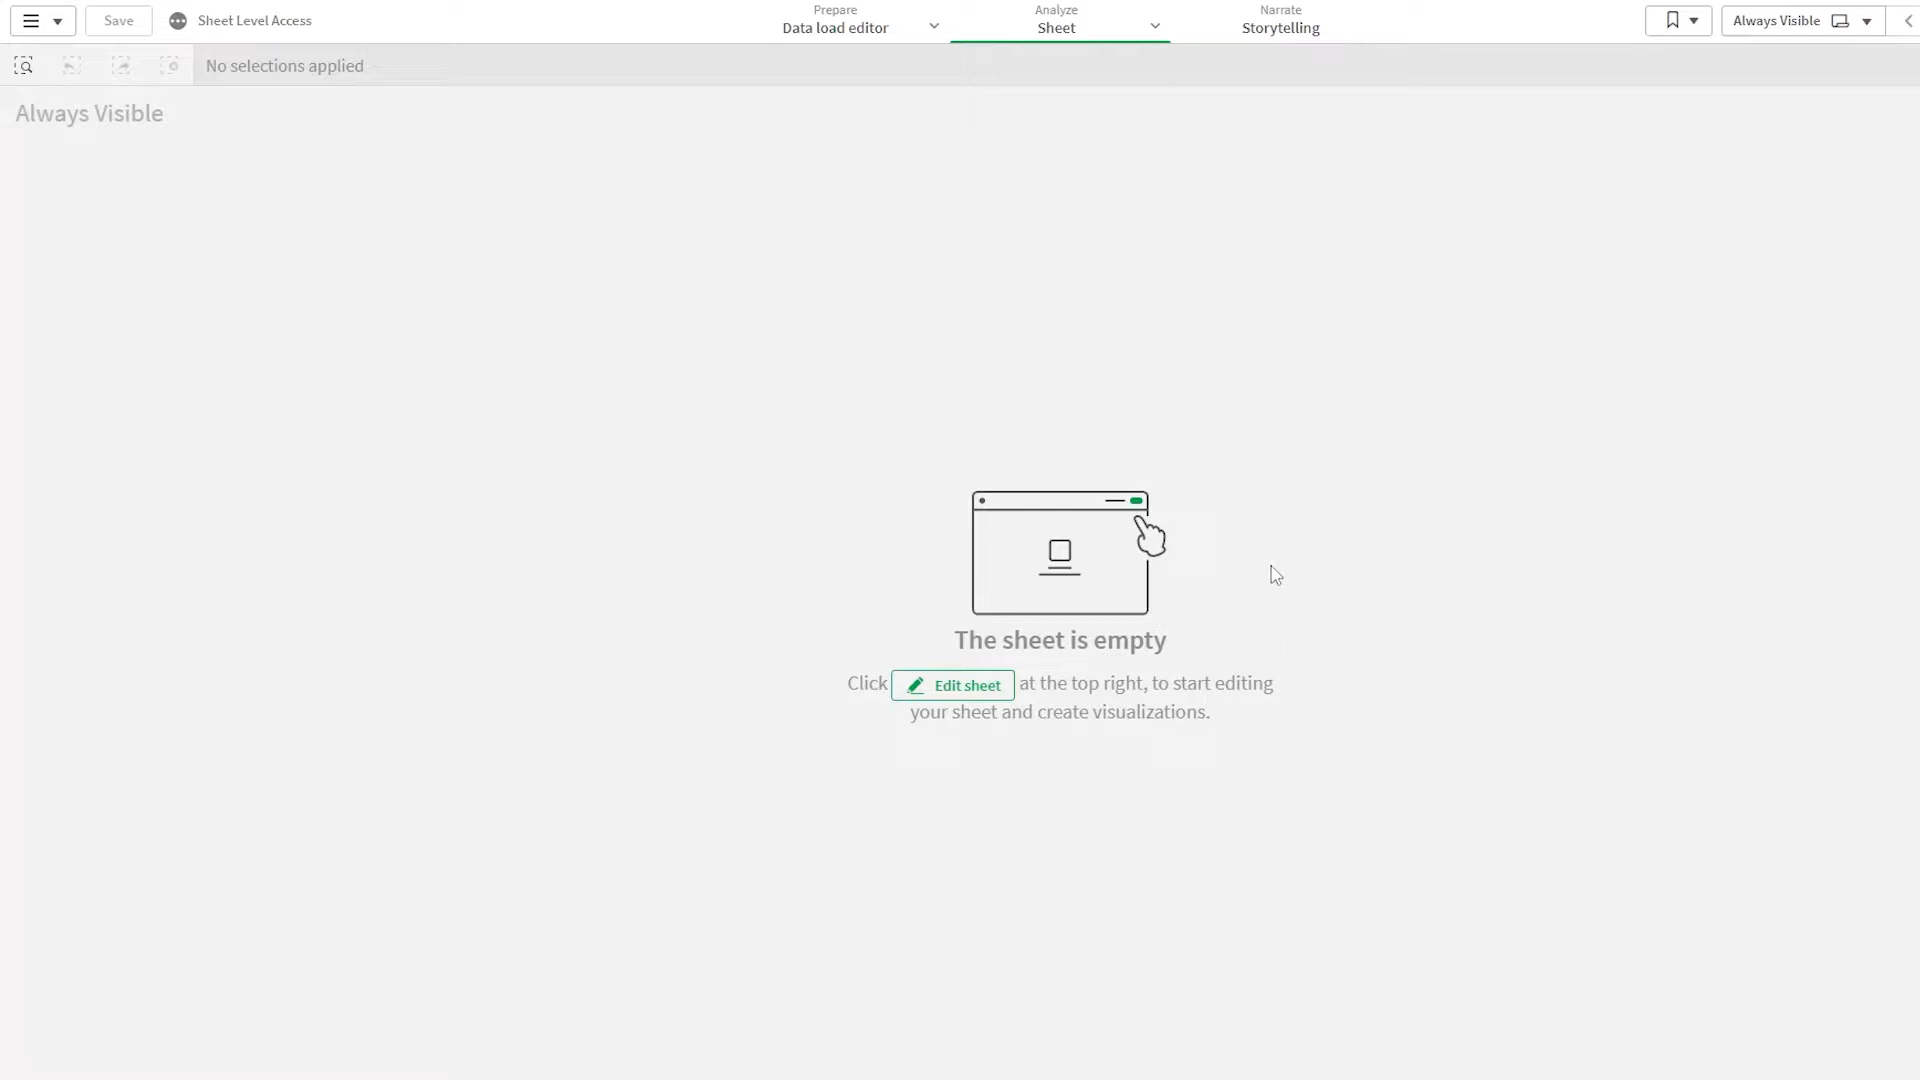 Save
Sheet Level Access
Prepare
Data load editor
Analyze
Sheet
Narrate
Storytelling
Always Visible
No selections applied
Always Visible
The sheet is empty
Click Edit sheet at the top right, to start editing
your sheet and create visualizations.